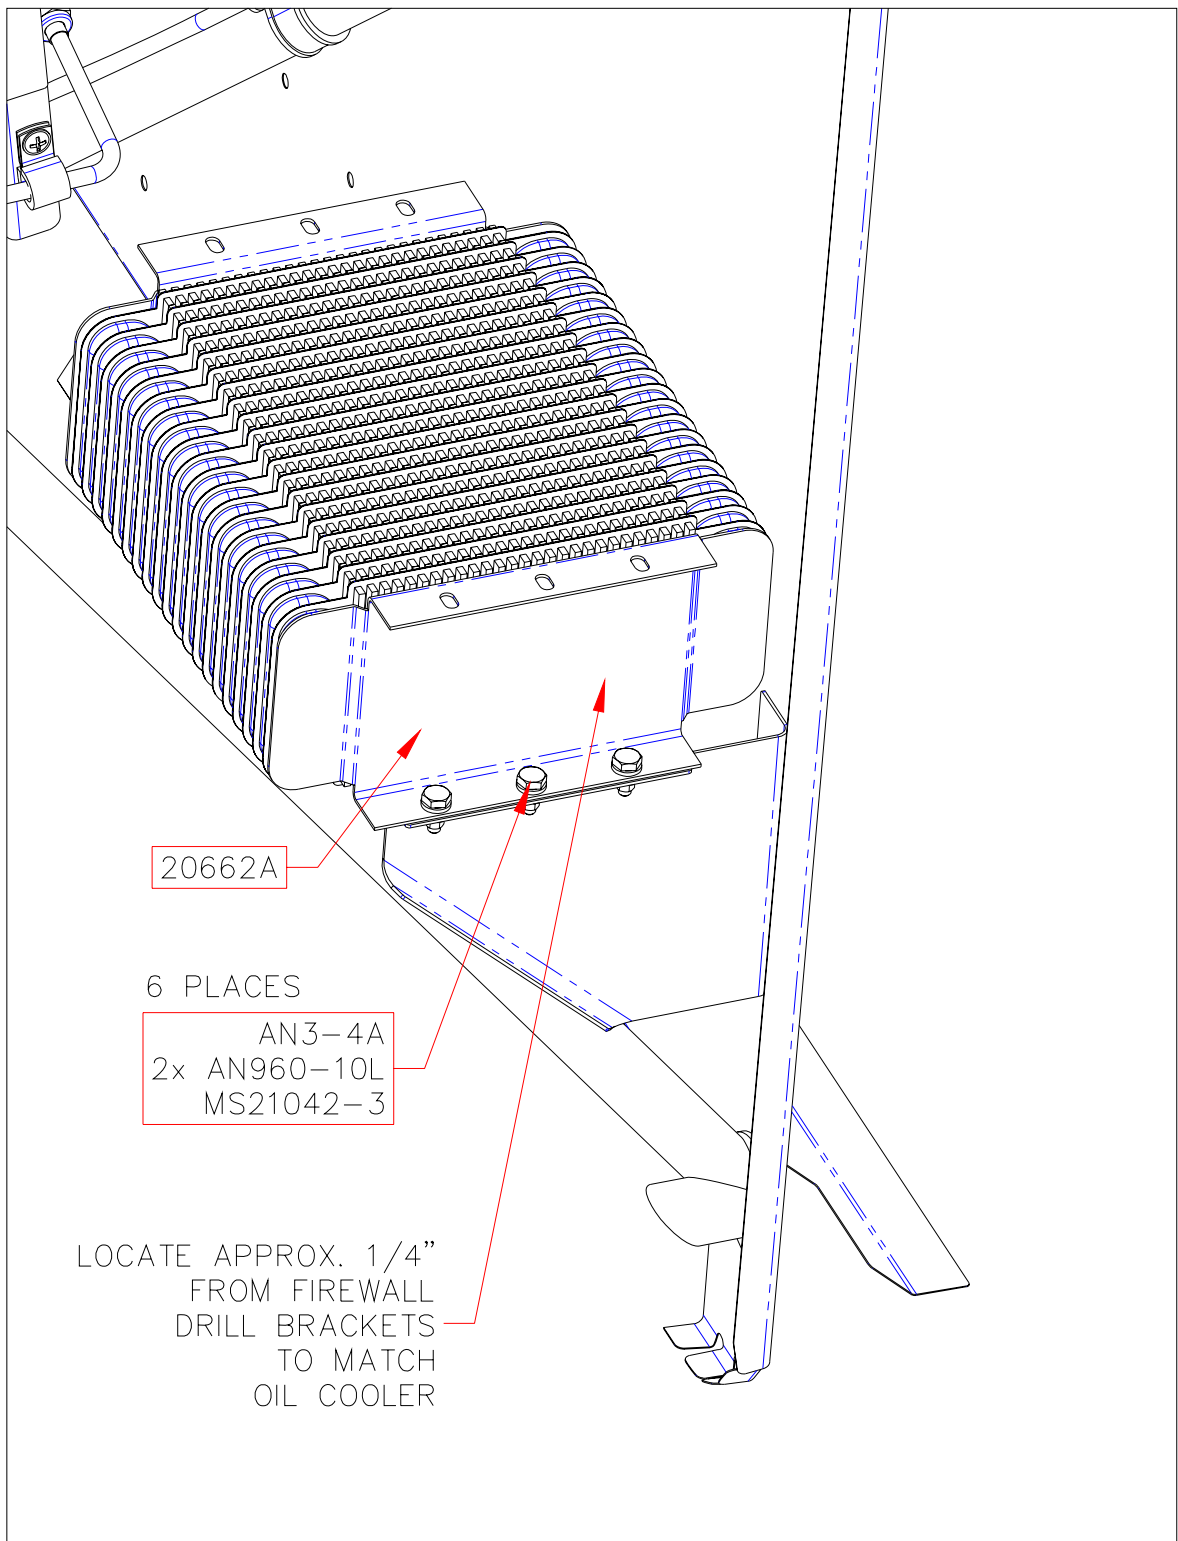 20662A
6 PLACES
AN3-4A
2x AN960-10L
MS21042-3
LOCATE APPROX. 1/4”
FROM FIREWALL
DRILL BRACKETS
TO MATCH
OIL COOLER